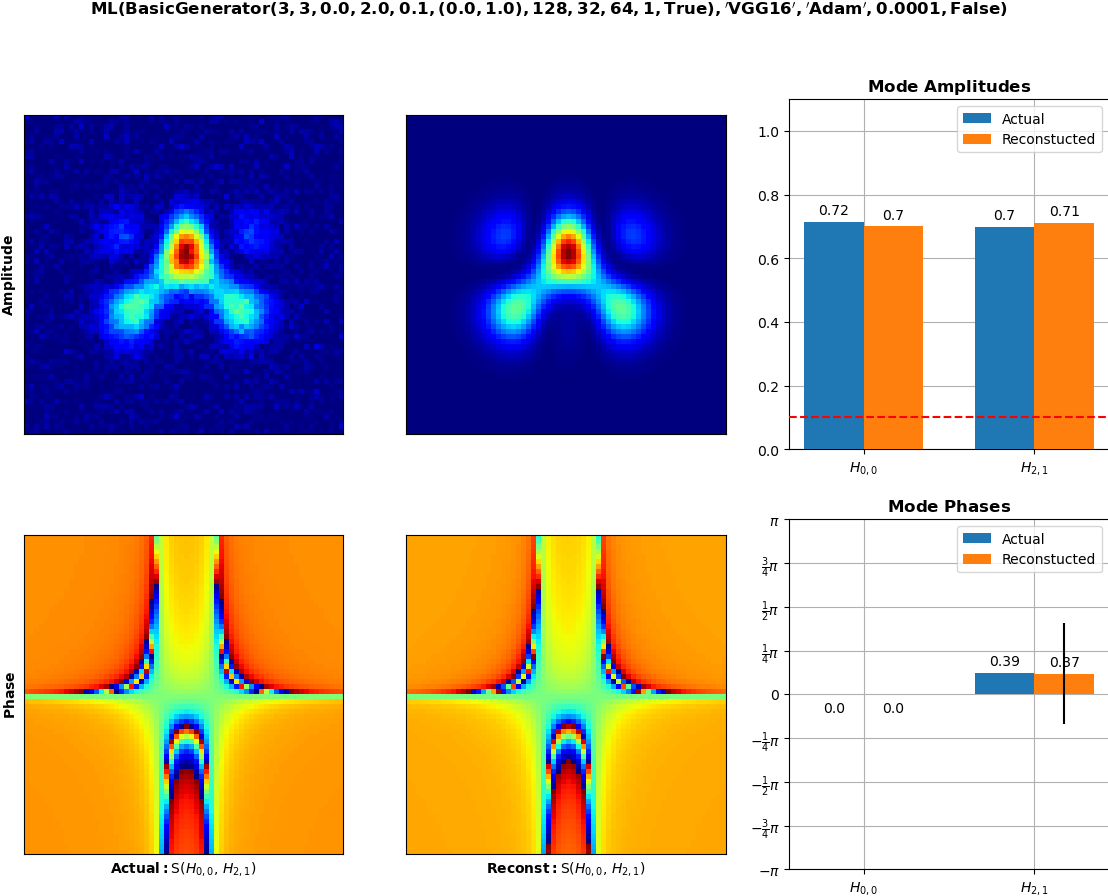 ML(BasicGenerator(3, 3, 0.0, 2.0, 0.1, (0.0, 1.0), 128, 32, 64, 1, True), ′VGG16′, ′Adam′, 0.0001, False)
Amplitude
Mode Amplitudes
Actual
Reconstucted
1.0
0.8
0.6
0.4
0.2
0.0
0.72
0.7
0.7
0.71
H0, 0
H2, 1
Phase
Actual: S(H0, 0, H2, 1)
Reconst: S(H0, 0, H2, 1)
Mode Phases
Actual
Reconstucted
π
3/4π
1/2π
1/4π
0
−1/4π
−1/2π
−3/4π
−π
0.0
0.0
0.39
0.37
H0, 0
H2, 1